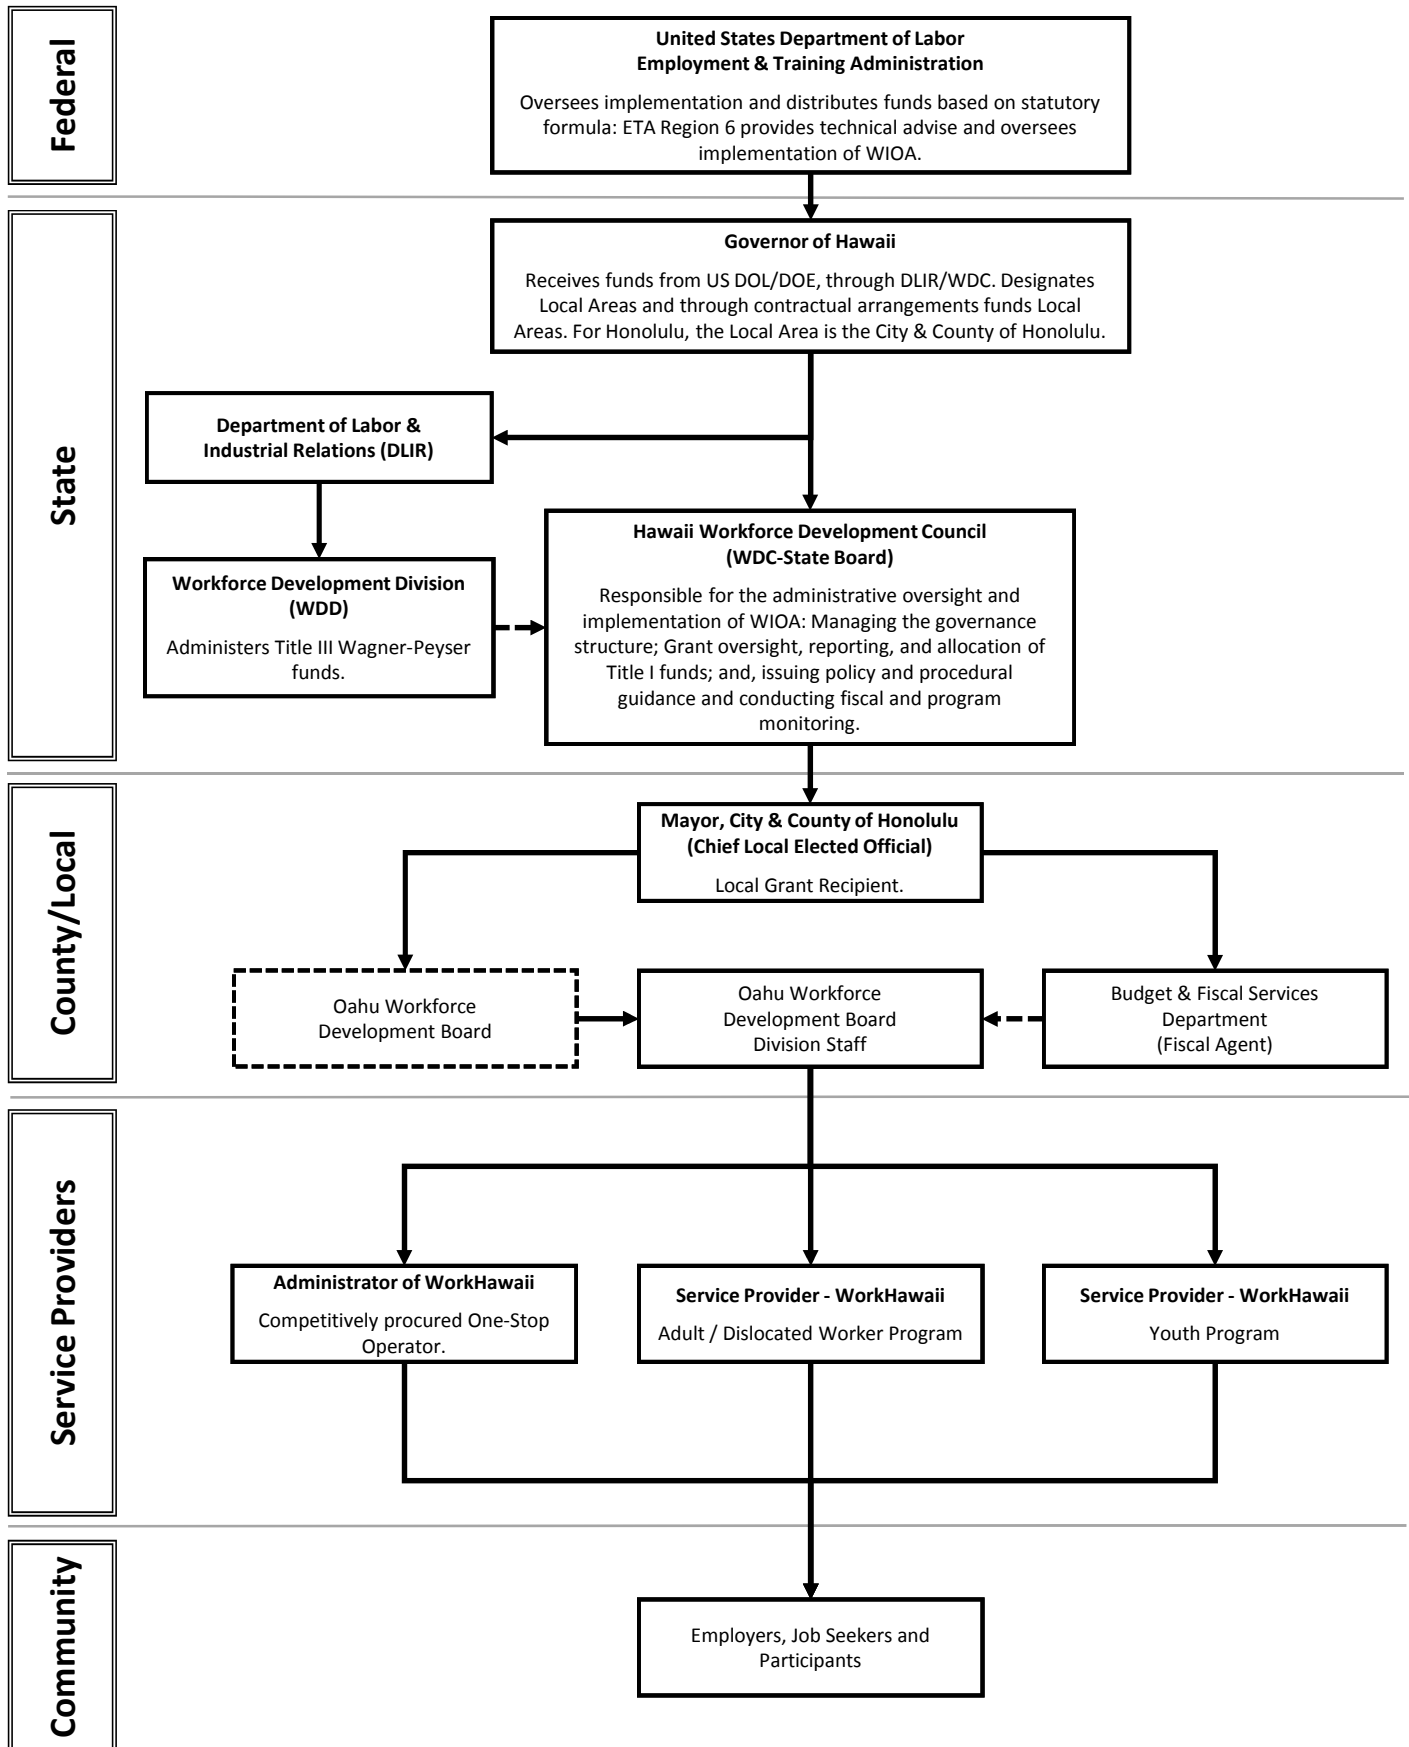 Federal
United States Department of Labor
Employment & Training Administration
Oversees implementation and distributes funds based on statutory
formula: ETA Region 6 provides technical advise and oversees
implementation of WIOA.
State
Governor of Hawaii
Receives funds from US DOL/DOE, through DLIR/WDC. Designates
Local Areas and through contractual arrangements funds Local
Areas. For Honolulu, the Local Area is the City & County of Honolulu.
Department of Labor &
Industrial Relations (DLIR)
Workforce Development Division
(WDD)
Administers Title III Wagner-Peyser
funds.
Hawaii Workforce Development Council
(WDC-State Board)
Responsible for the administrative oversight and
implementation of WIOA: Managing the governance
structure; Grant oversight, reporting, and allocation of
Title I funds; and, issuing policy and procedural
guidance and conducting fiscal and program
monitoring.
County/Local
Mayor, City & County of Honolulu
(Chief Local Elected Official)
Local Grant Recipient.
Oahu Workforce
Development Board
Oahu Workforce
Development Board
Division Staff
Budget & Fiscal Services
Department
(Fiscal Agent)
Service Providers
Administrator of WorkHawaii
Competitively procured One-Stop
Operator.
Service Provider - WorkHawaii
Adult / Dislocated Worker Program
Service Provider - WorkHawaii
Youth Program
Community
Employers, Job Seekers and
Participants